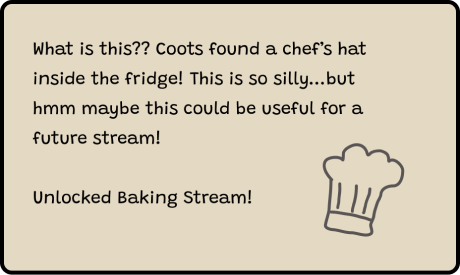 What is this?? Coots found a chef's hat
inside the fridge! This is so silly...but
hmm maybe this could be useful for a
future stream!
Unlocked Baking Stream!